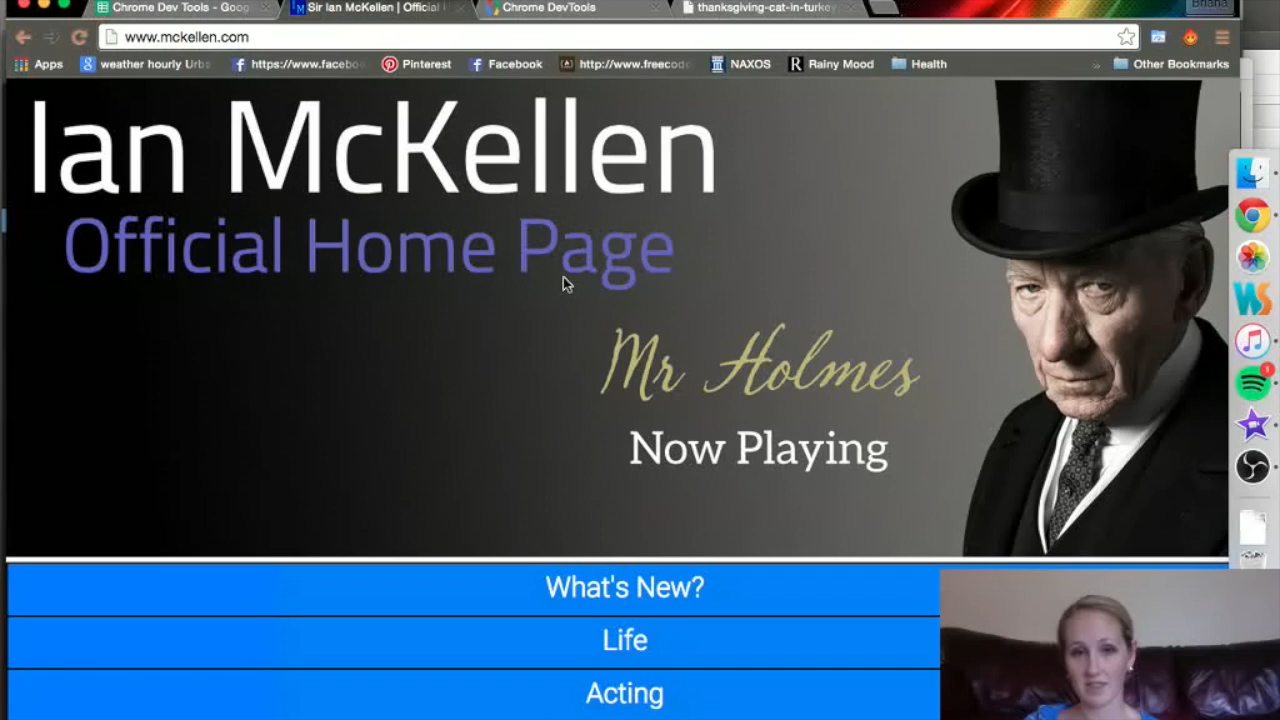 Chrome Dev Tools - Goog
Sir Ian McKellen | Official
Chrome DevTools
thanksgiving-cat-in-turkey
Briana
www.mckellen.com
Apps
weather hourly Urb
https://www.facebo
Pinterest
Facebook
http://www.freecod
NAXOS
Rainy Mood
Health
»
Other Bookmarks
Ian McKellen
Official Home Page
Mr Holmes
Now Playing
What's New?
Life
Acting